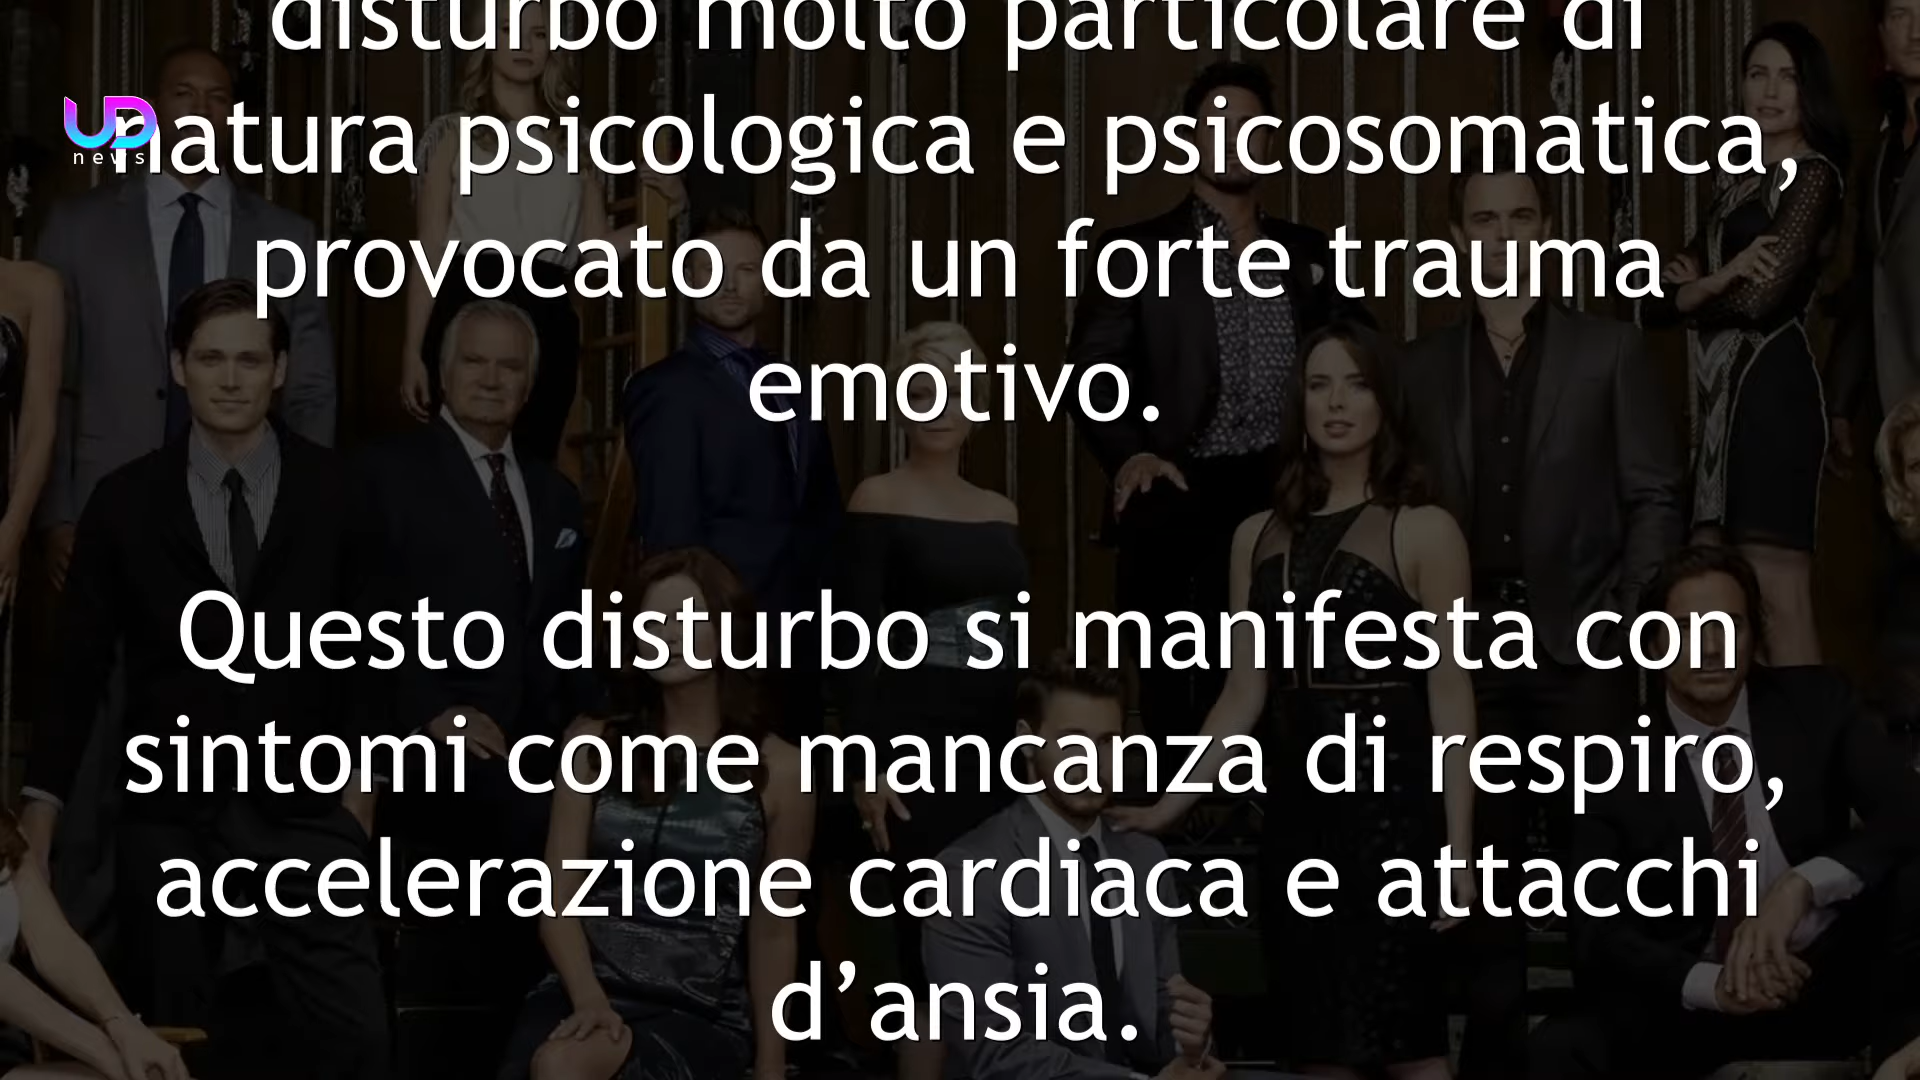 disturbo molto particolare di
UD
news
natura psicologica e psicosomatica,
provocato da un forte trauma
emotivo.
Questo disturbo si manifesta con
sintomi come mancanza di respiro,
accelerazione cardiaca e attacchi
d’ansia.